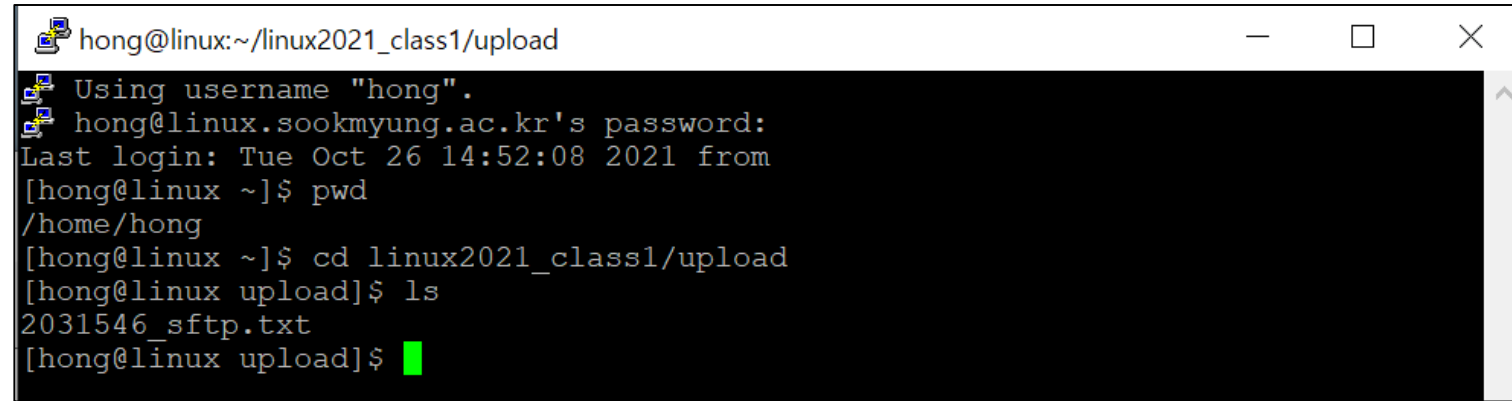 hong@linux:~/linux2021_class1/upload
Using username "hong".
hong@linux.sookmyung.ac.kr's password:
Last login: Tue Oct 26 14:52:08 2021 from
[hong@linux ~]$ pwd
/home/hong
[hong@linux ~]$ cd linux2021_class1/upload
[hong@linux upload]$ ls
2031546_sftp.txt
[hong@linux upload]$